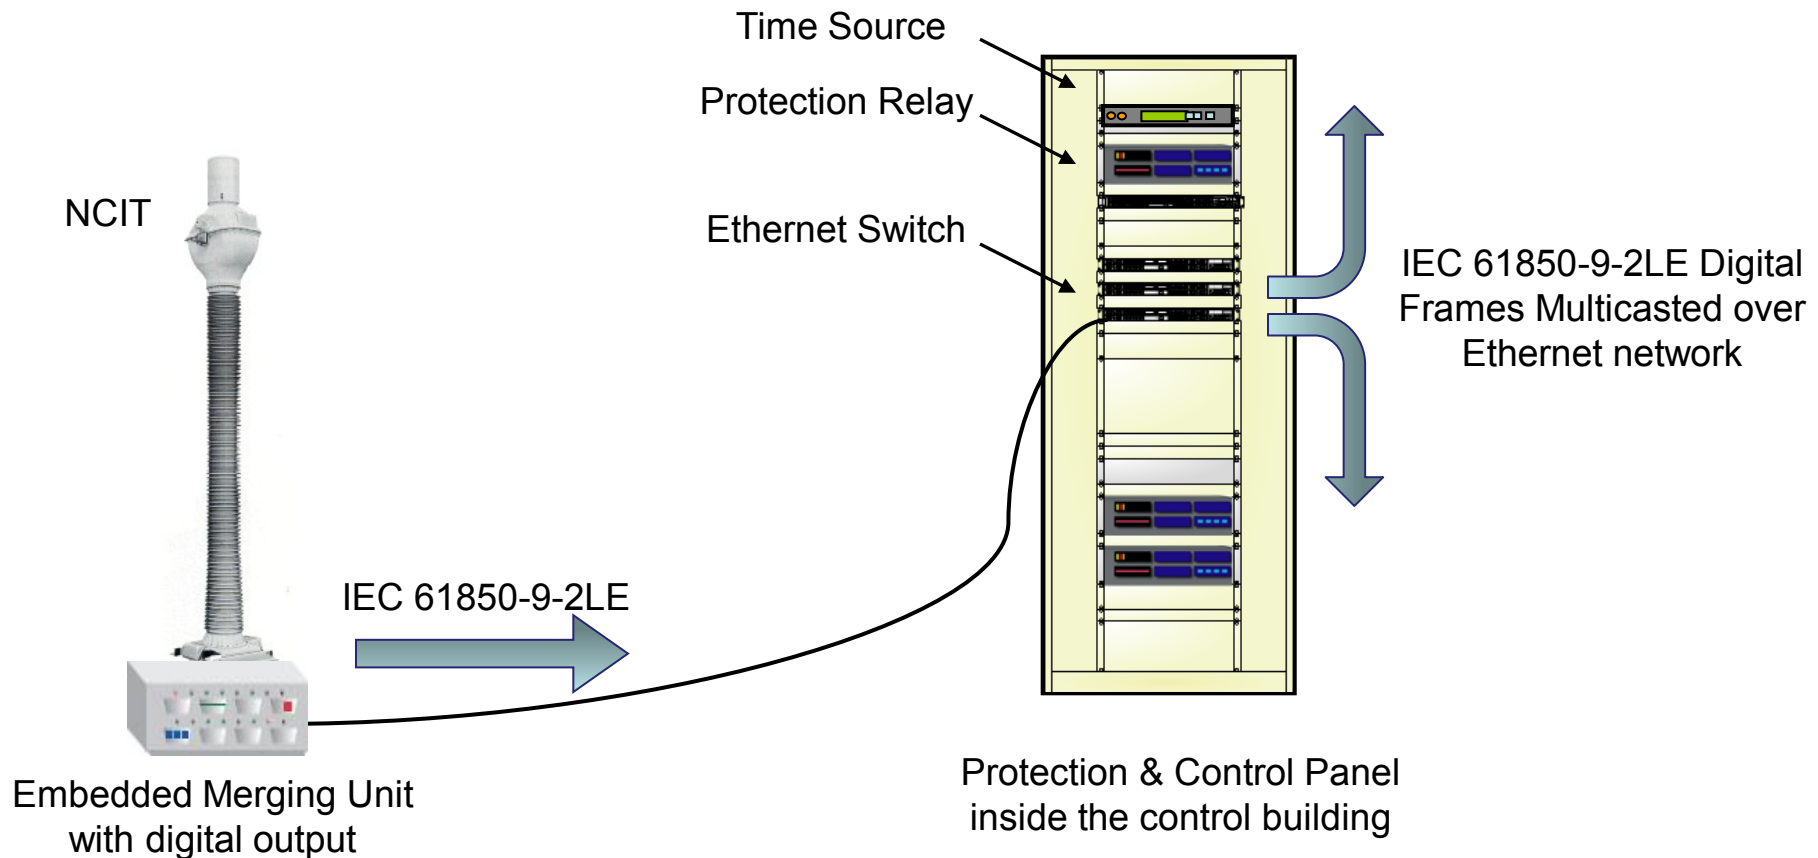 Time Source
Protection Relay
NCIT
Ethernet Switch
IEC 61850-9-2LE Digital
Frames Multicasted over
Ethernet network
IEC 61850-9-2LE
Embedded Merging Unit
with digital output
Protection & Control Panel
inside the control building